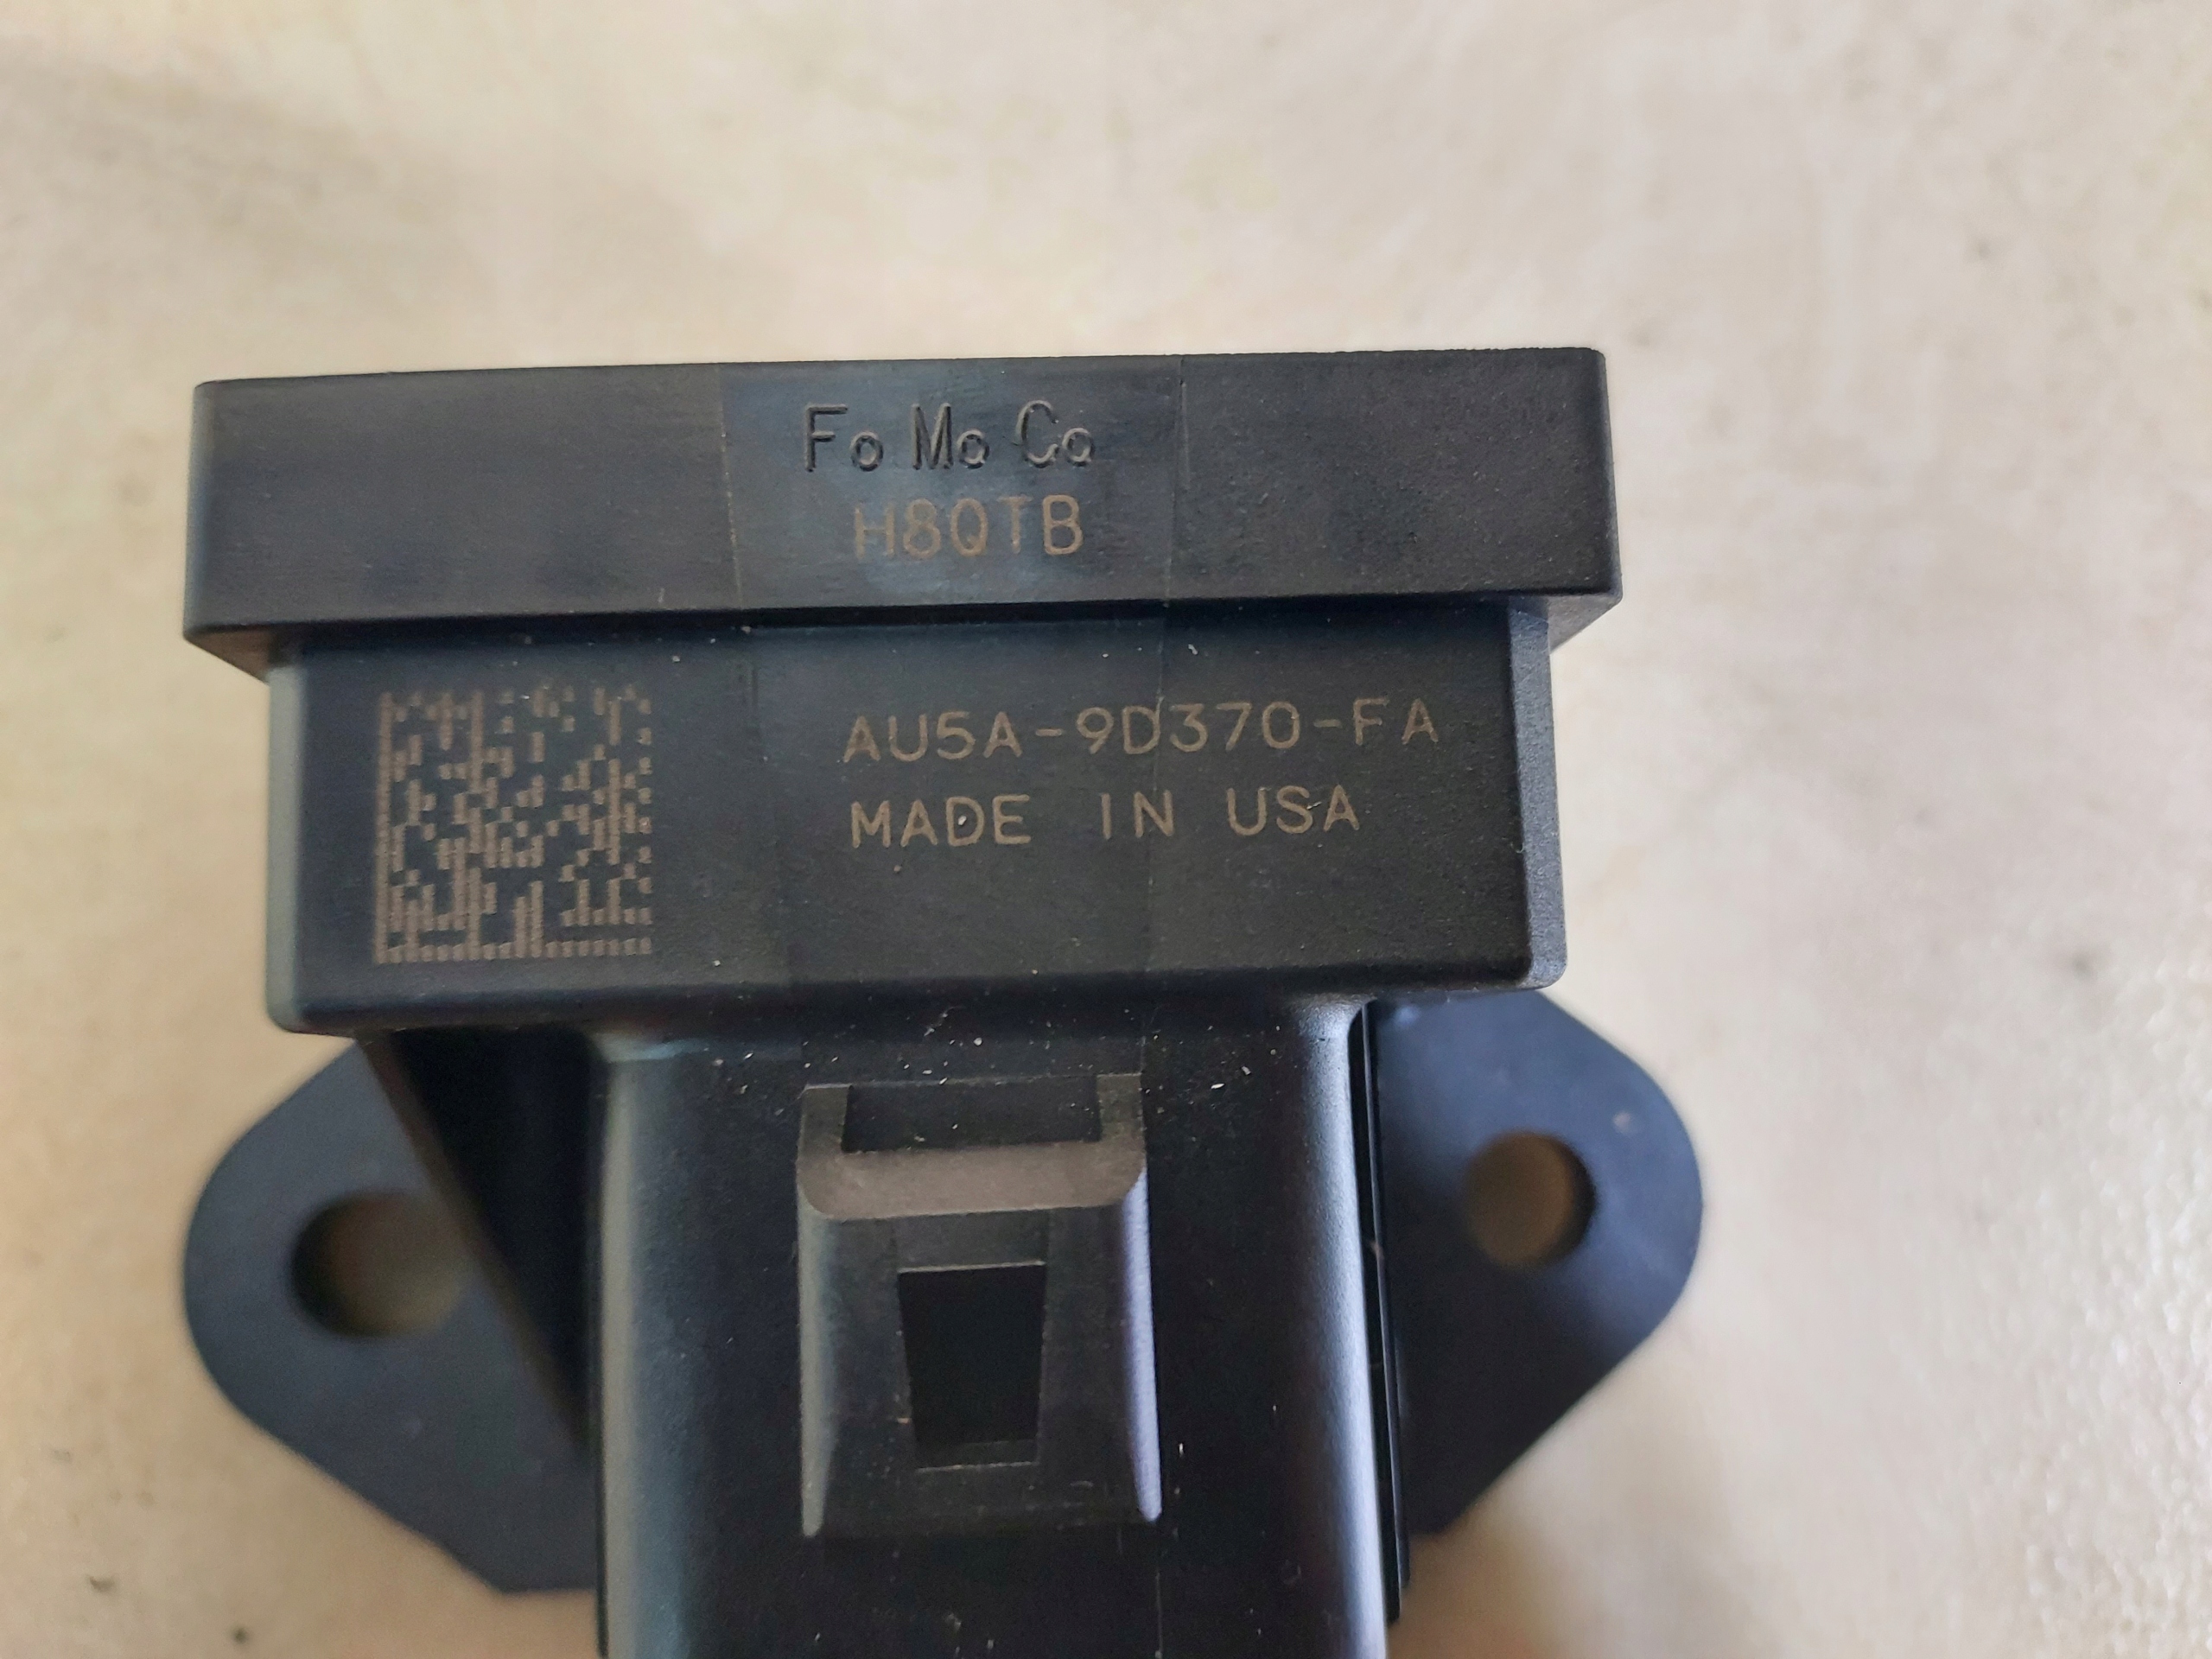 Fo Mo Co
H8QTB
AU5A-9D370-FA
MADE IN USA